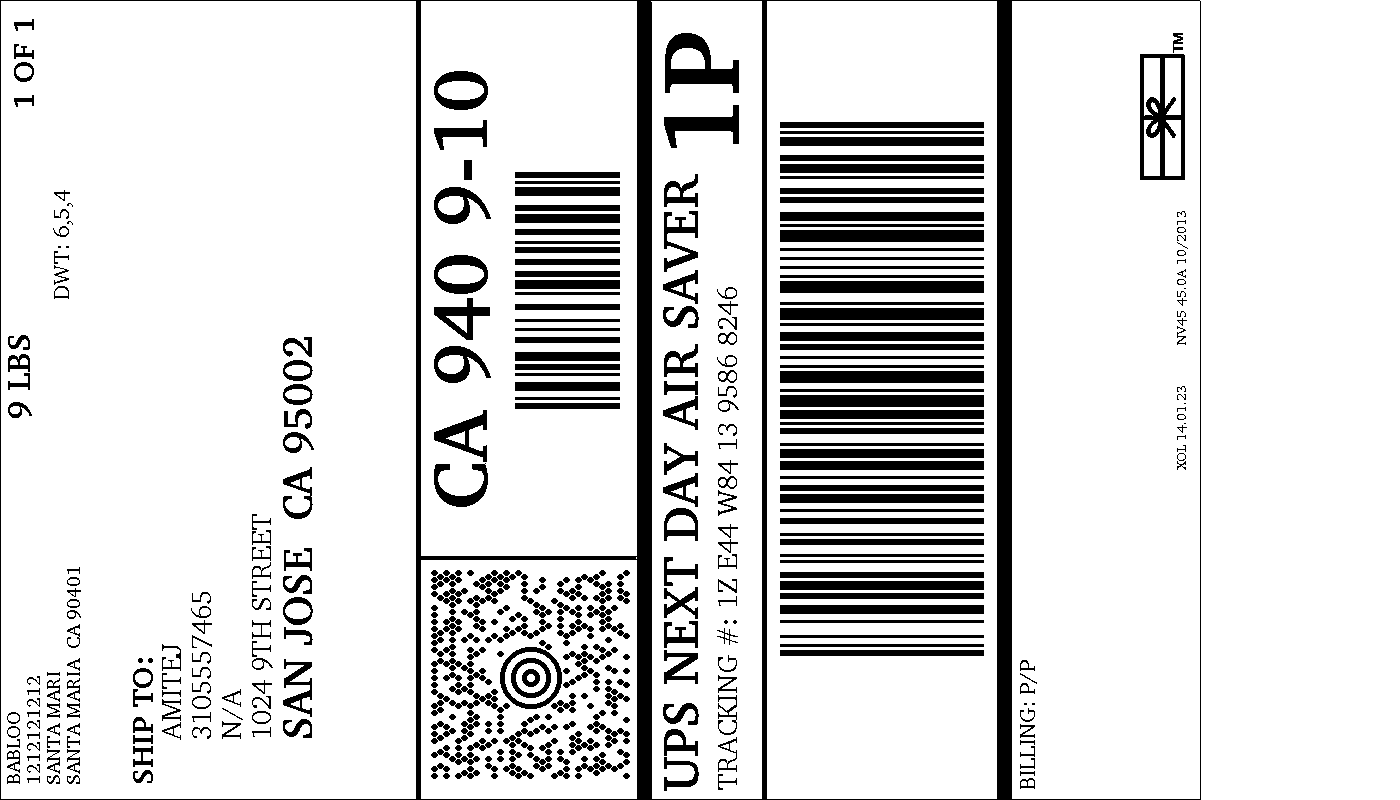 BABLOO
1212121212
SANTA MARI
SANTA MARIA  CA 90401
9 LBS
1 OF 1
DWT: 6,5,4
SHIP TO:
AMITEJ
3105557465
N/A
1024 9TH STREET
SAN JOSE  CA 95002
CA 940 9-10
UPS NEXT DAY AIR SAVER
1P
TRACKING #: 1Z E44 W84 13 9586 8246
BILLING: P/P
XOL 14.01.23
NV45 45.0A 10/2013
TM